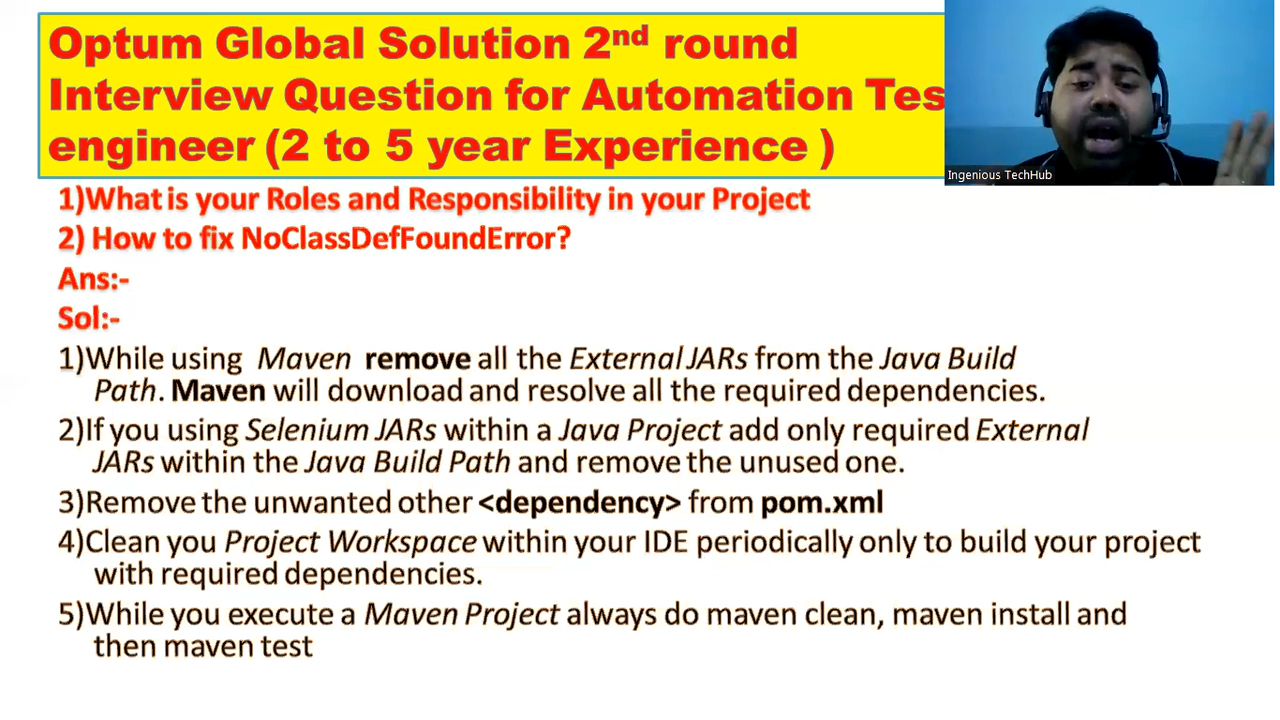 Optum Global Solution 2nd round
Interview Question for Automation Tes
engineer (2 to 5 year Experience )
Ingenious TechHub
1)What is your Roles and Responsibility in your Project
2) How to fix NoClassDefFoundError?
Ans:-
Sol:-
1)While using Maven remove all the External JARs from the Java Build
Path. Maven will download and resolve all the required dependencies.
2)If you using Selenium JARs within a Java Project add only required External
JARs within the Java Build Path and remove the unused one.
3)Remove the unwanted other <dependency> from pom.xml
4)Clean you Project Workspace within your IDE periodically only to build your project
with required dependencies.
5)While you execute a Maven Project always do maven clean, maven install and
then maven test